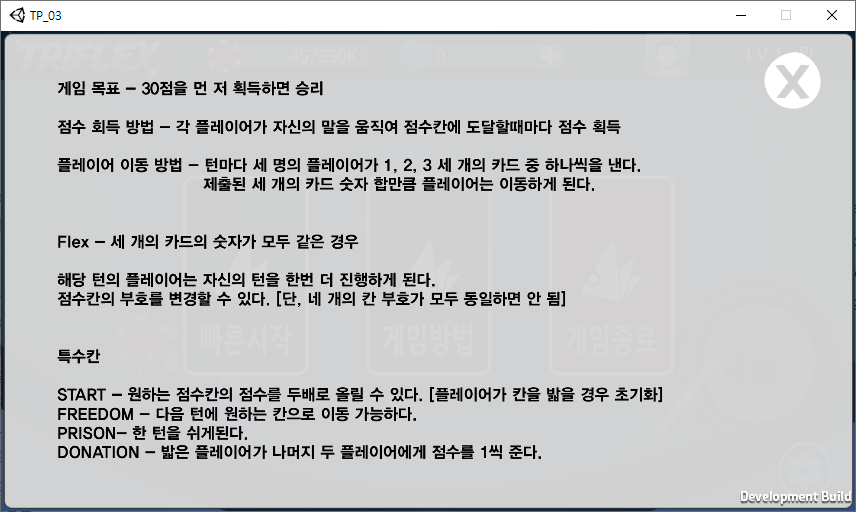 TP_03
TRIFLEX
457850K
0
LV
X
게임 목표 - 30점을 먼 저 획득하면 승리
점수 회득 방법 - 각 플레이어가 자신의 말을 움직여 점수칸에 도달할때마다 점수 획득
플레이어 이동 방법 - 턴마다 세 명의 플레이어가 1, 2, 3 세 개의 카드 중 하나씩을 낸다.
제출된 세 개의 카드 숫자 합만큼 플레이어는 이동하게 된다.
Flex - 세 개의 카드의 숫자가 모두 같은 경우
해당 턴의 플레이어는 자신의 턴을 한번 더 진행하게 된다.
점수칸의 부호를 변경할 수 있다. [단, 네 개의 칸 부호가 모두 동일하면 안 됨]
빠른시작
게임방법
게임종료
특수칸
START - 원하는 점수칸의 점수를 두배로 올릴 수 있다. [플레이어가 칸을 밟을 경우 초기화]
FREEDOM - 다음 턴에 원하는 칸으로 이동 가능하다.
PRISON- 한 턴을 쉬게된다.
DONATION - 밟은 플레이어가 나머지 두 플레이어에게 점수를 1씩 준다.
Development Build